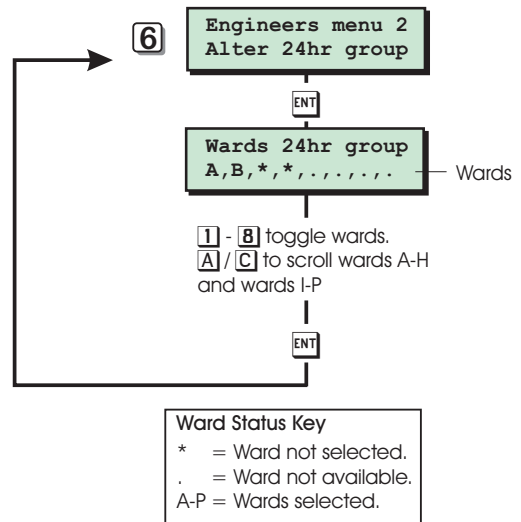 6
Engineers menu 2
Alter 24hr group
ENT
Wards 24hr group
A,B,*,*,.,.,.,.
Wards
1 - 8 toggle wards.
A / C to scroll wards A-H
and wards I-P
ENT
Ward Status Key
* = Ward not selected.
. = Ward not available.
A-P = Wards selected.